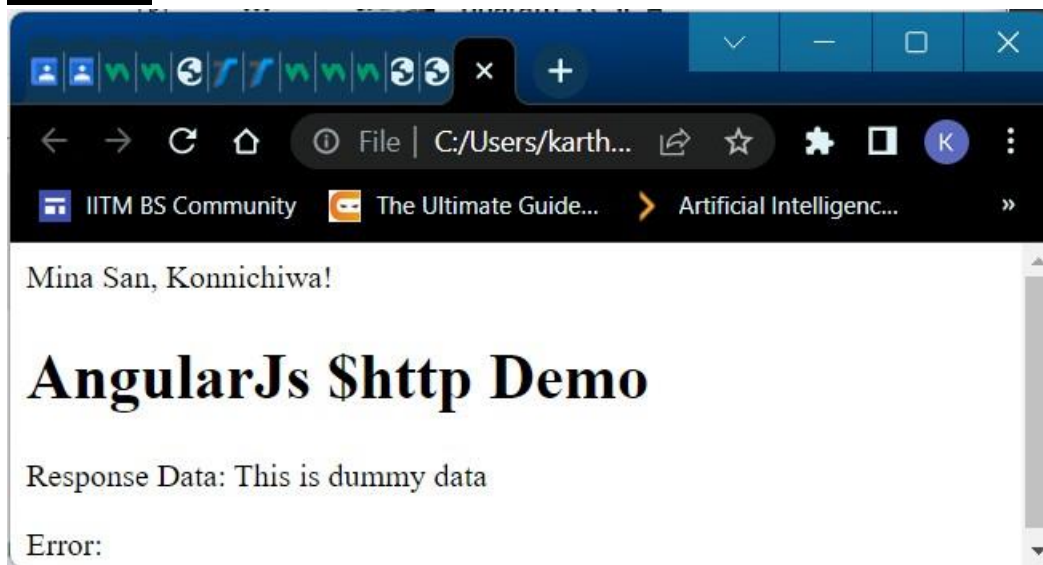 File | C:/Users/karth...
K
IITM BS Community The Ultimate Guide... Artificial Intelligenc... »
Mina San, Konnichiwa!
AngularJs $http Demo
Response Data: This is dummy data
Error: